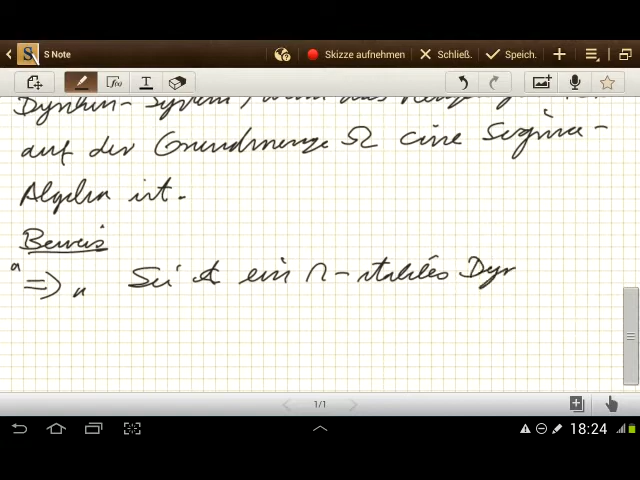 S Note
Skizze aufnehmen
Schließ.
Speich.
Dynkin-System, wenn das
auf der Grundmenge Ω eine Sigma-
Algebra ist.
Beweis
"⇒" Sei A ein ∩-stabiles Dyn
1/1
18:24